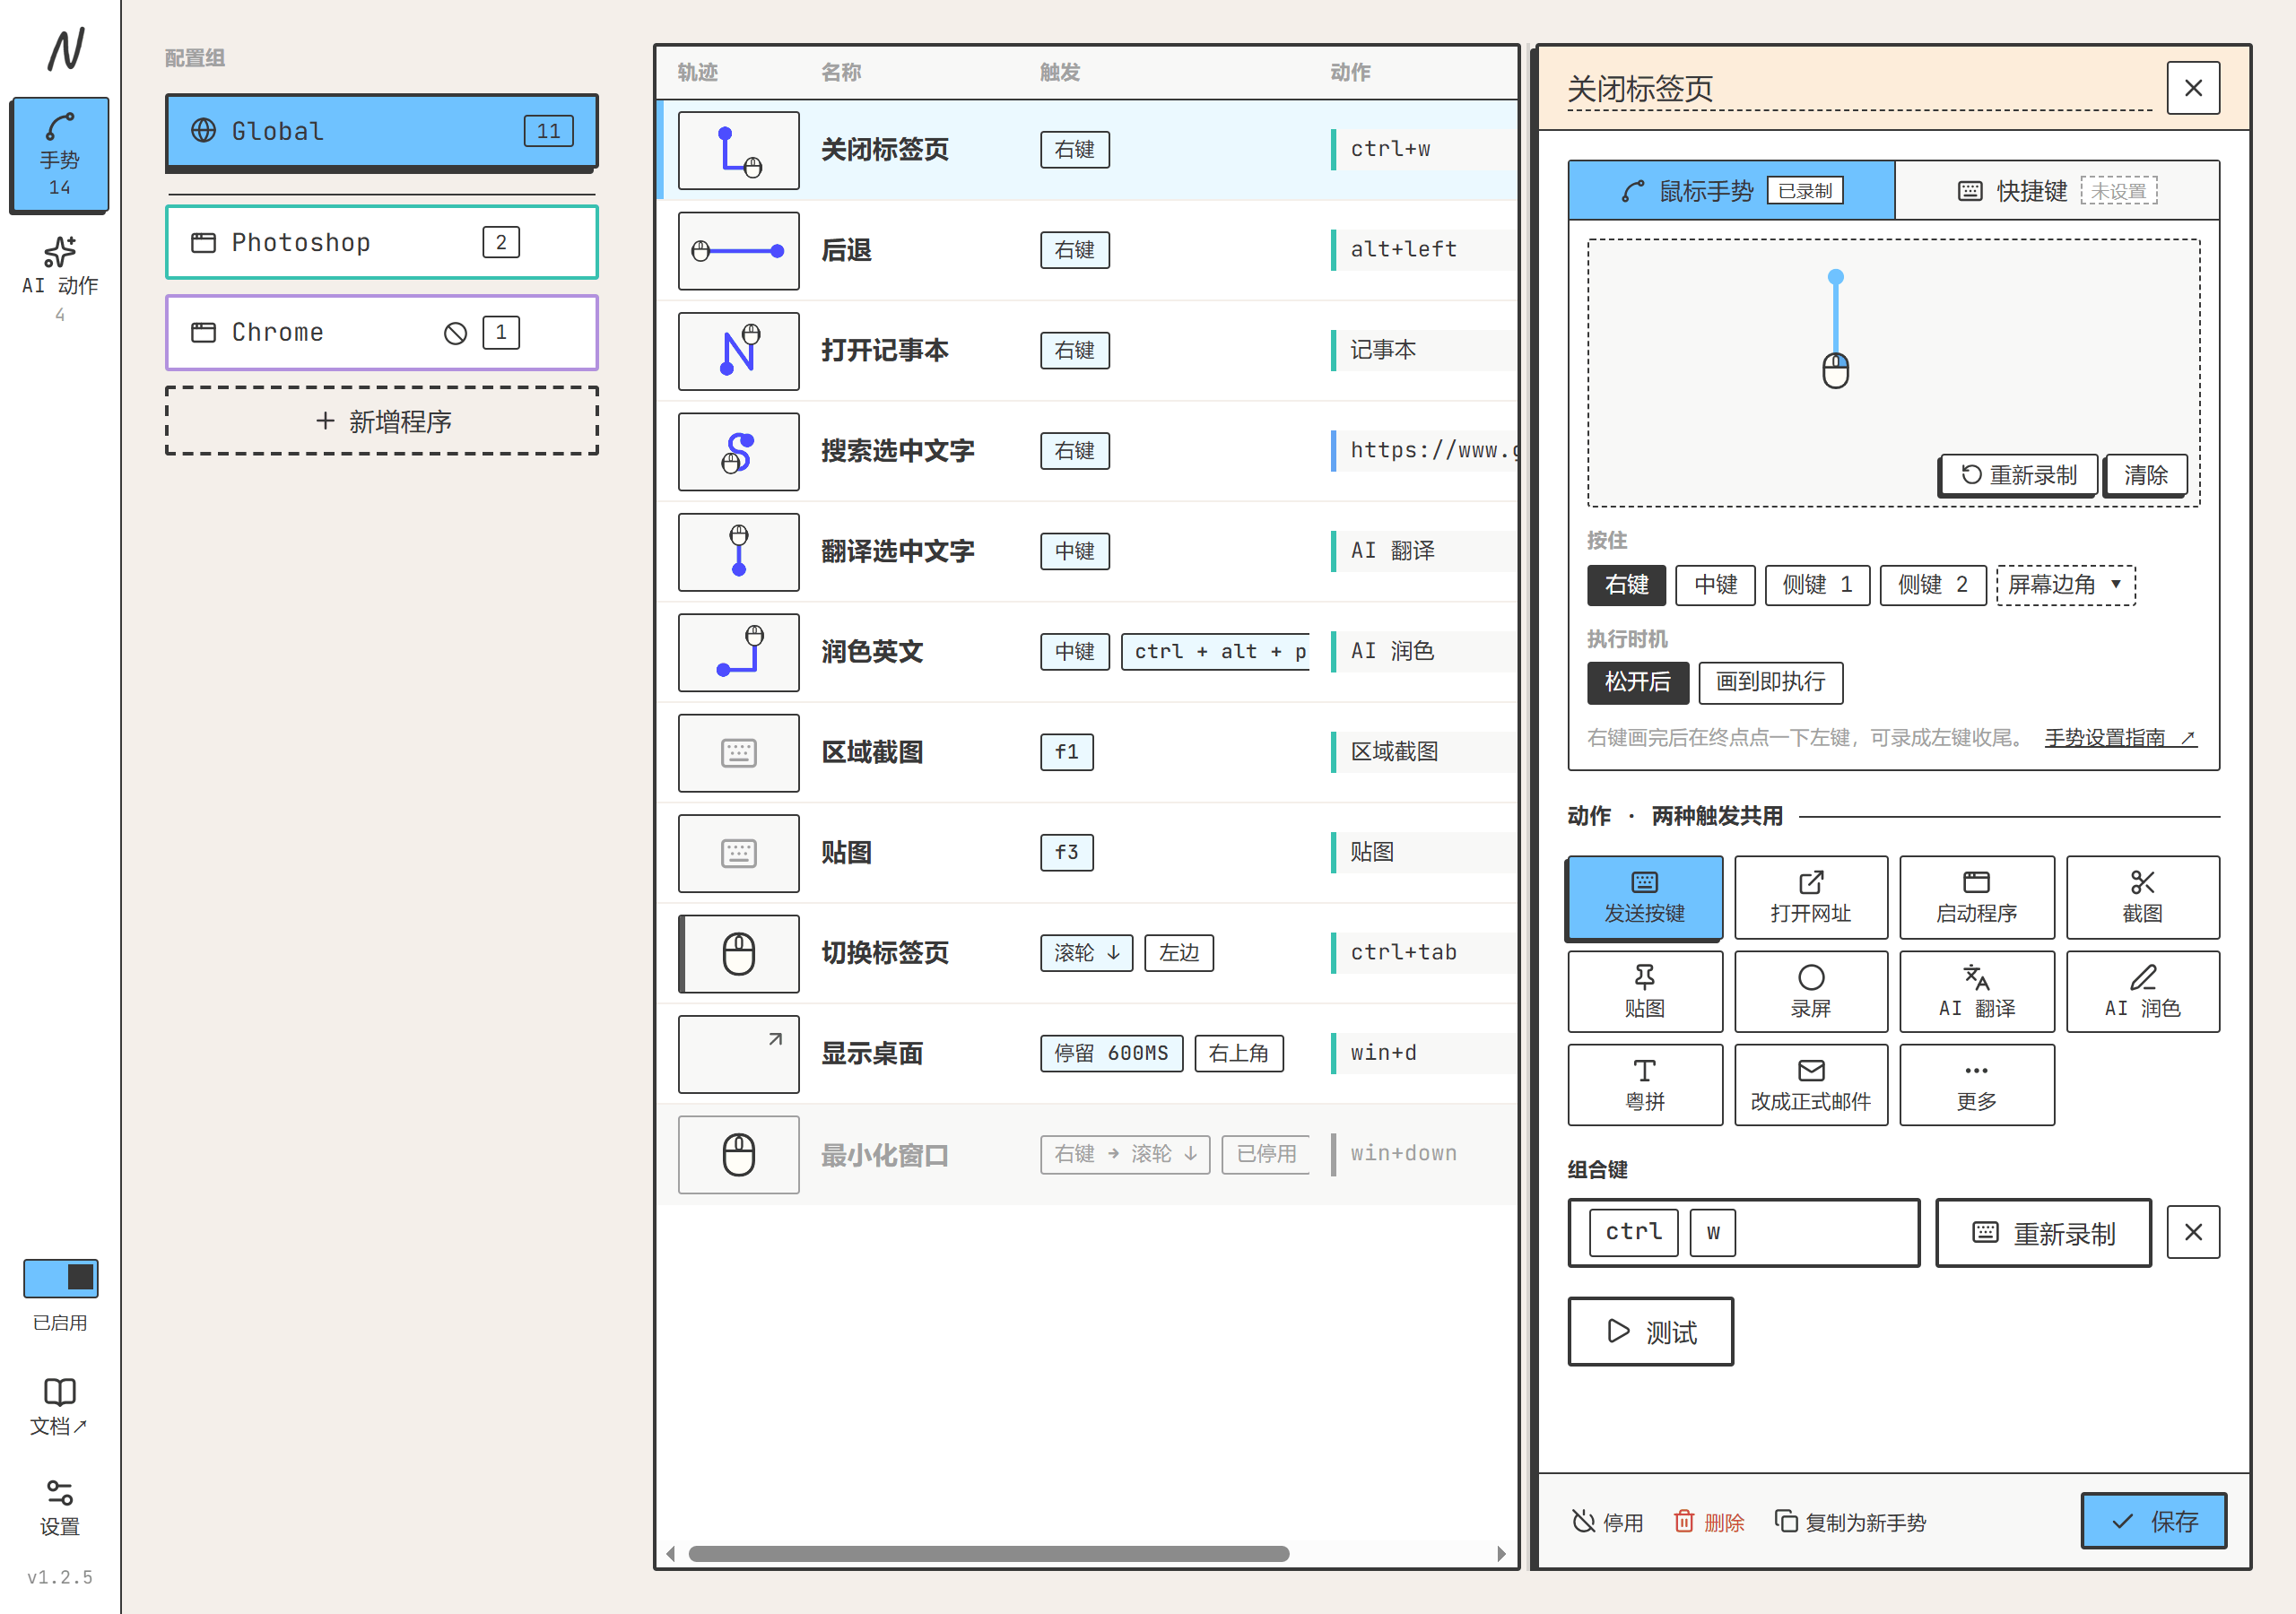 手势
14
AI 动作
4
已启用
文档↗
设置
v1.2.5
配置组
Global 11
Photoshop 2
Chrome 1
+ 新增程序
轨迹 名称 触发 动作
关闭标签页 右键 ctrl+w
后退 右键 alt+left
打开记事本 右键 记事本
搜索选中文字 右键 https://www.g
翻译选中文字 中键 AI 翻译
润色英文 中键 ctrl + alt + p AI 润色
区域截图 f1 区域截图
贴图 f3 贴图
切换标签页 滚轮 ↓ 左边 ctrl+tab
显示桌面 停留 600MS 右上角 win+d
最小化窗口 右键 → 滚轮 ↓ 已停用 win+down
关闭标签页
鼠标手势 已录制 快捷键 未设置
重新录制 清除
按住
右键 中键 侧键 1 侧键 2 屏幕边角 ▼
执行时机
松开后 画到即执行
右键画完后在终点点一下左键，可录成左键收尾。 手势设置指南 ↗
动作 · 两种触发共用
发送按键 打开网址 启动程序 截图
贴图 录屏 AI 翻译 AI 润色
粤拼 改成正式邮件 更多
组合键
ctrl w 重新录制
测试
停用 删除 复制为新手势 保存